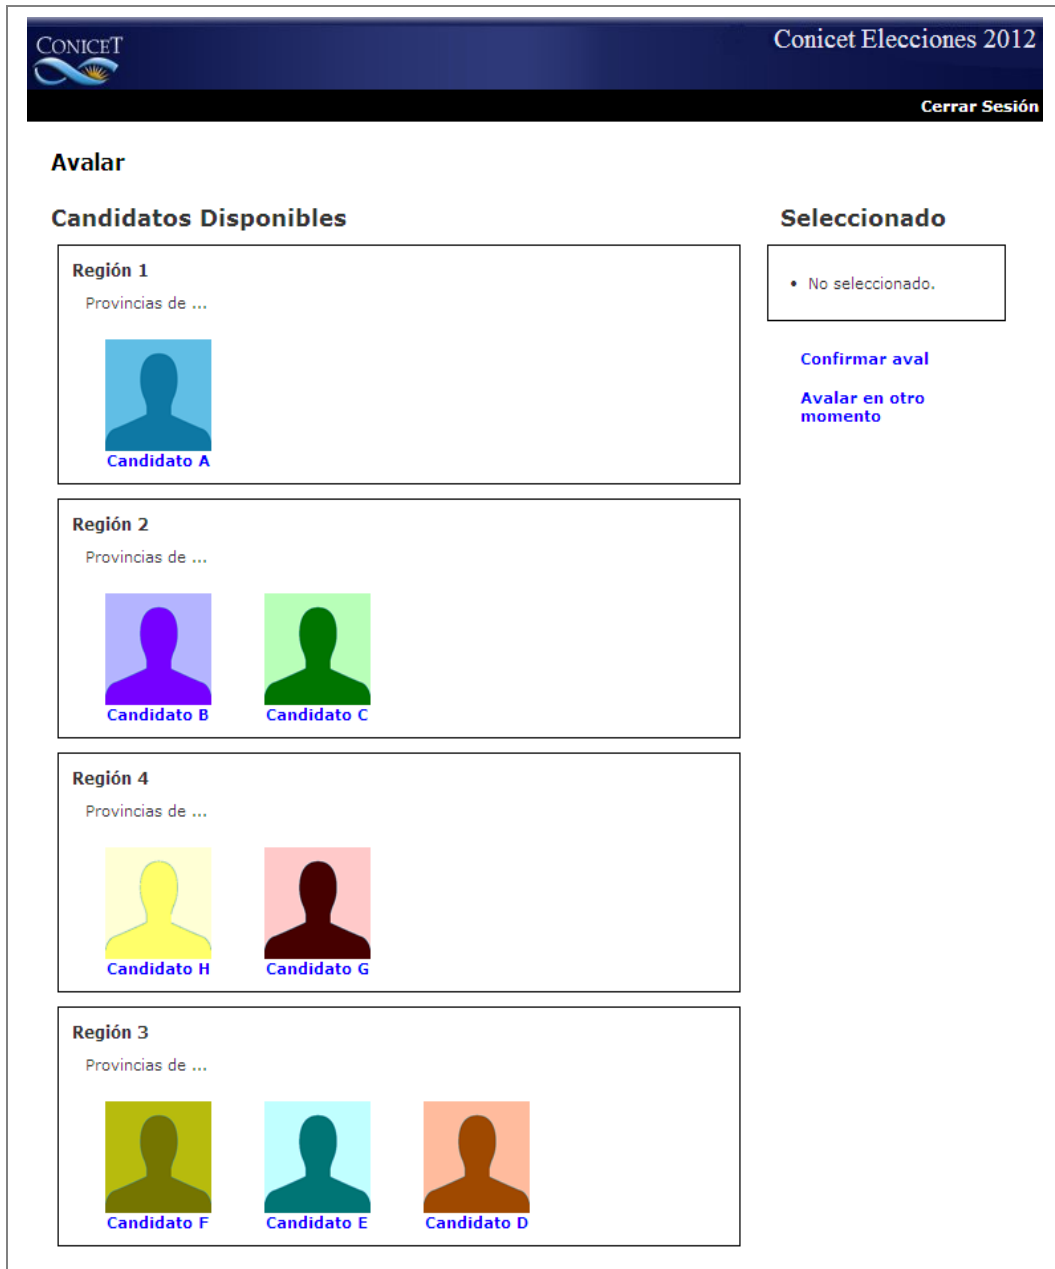 CONICET
Conicet Elecciones 2012
Cerrar Sesión
Avalar
Candidatos Disponibles
Región 1
Provincias de ...
Candidato A
Región 2
Provincias de ...
Candidato B Candidato C
Región 4
Provincias de ...
Candidato H Candidato G
Región 3
Provincias de ...
Candidato F Candidato E Candidato D
Seleccionado
• No seleccionado.
Confirmar aval
Avalar en otro
momento